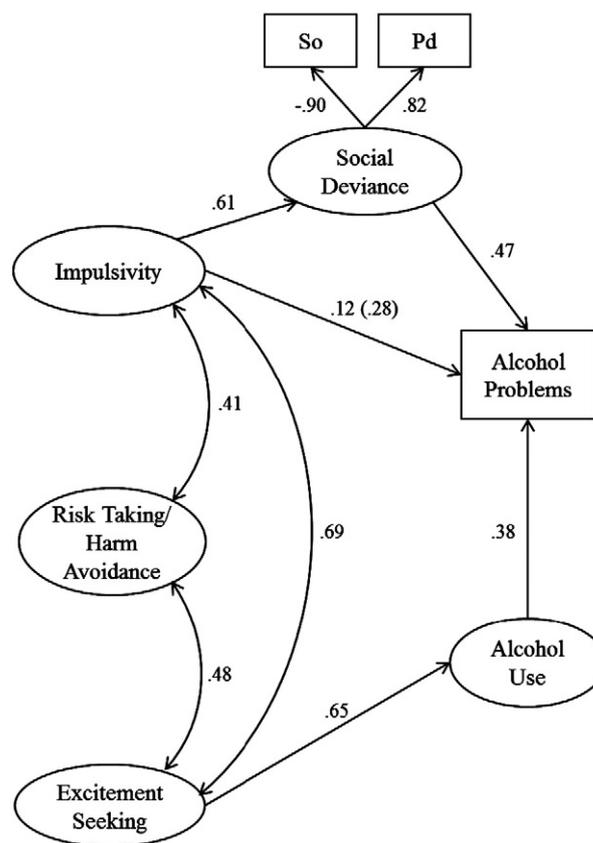 So
Pd
-.90
.82
Social
Deviance
.61
.47
Impulsivity
.12 (.28)
Alcohol
Problems
.41
Risk Taking/
Harm
Avoidance
.69
.38
Alcohol
Use
.48
.65
Excitement
Seeking